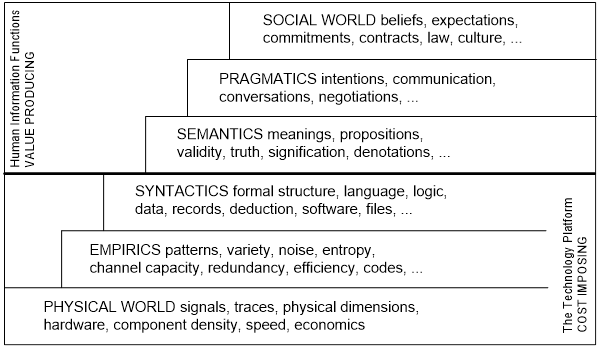 Human Information Functions
VALUE PRODUCING
SOCIAL WORLD beliefs, expectations,
commitments, contracts, law, culture, ...
PRAGMATICS intentions, communication,
conversations, negotiations, ...
SEMANTICS meanings, propositions,
validity, truth, signification, denotations, ...
SYNTACTICS formal structure, language, logic,
data, records, deduction, software, files, ...
EMPIRICS patterns, variety, noise, entropy,
channel capacity, redundancy, efficiency, codes, ...
PHYSICAL WORLD signals, traces, physical dimensions,
hardware, component density, speed, economics
The Technology Platform
COST IMPOSING